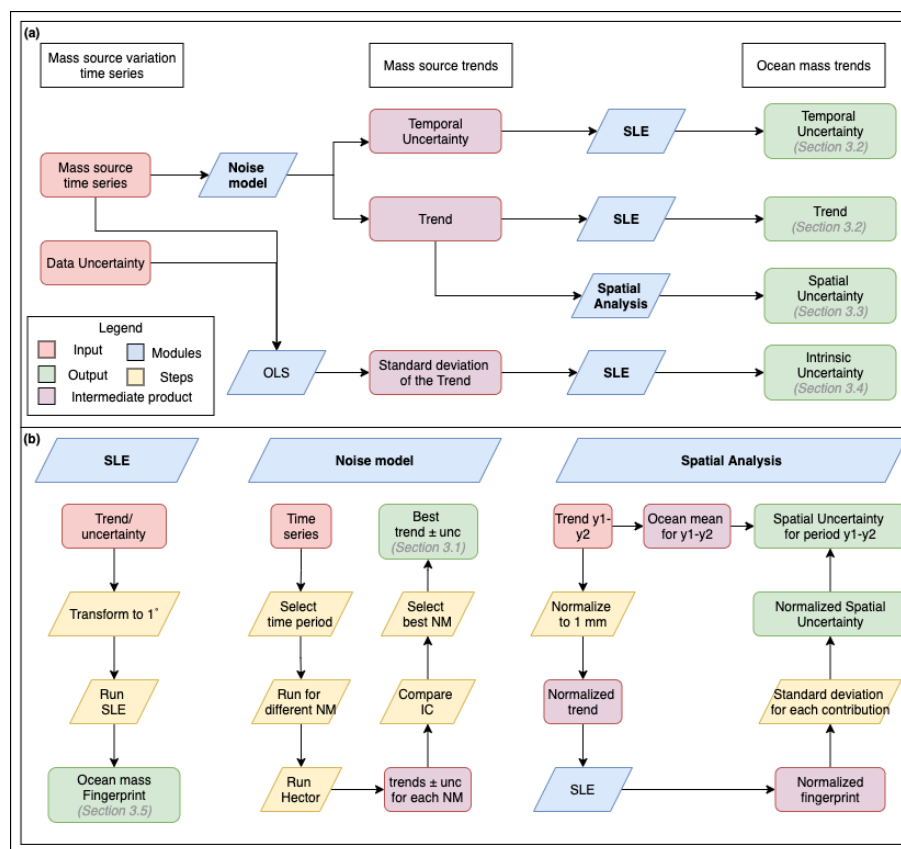 (a)
Mass source variation
time series
Mass source trends
Ocean mass trends
Temporal
Uncertainty
SLE
Temporal
Uncertainty
(Section 3.2)
Mass source
time series
Noise
model
Trend
SLE
Trend
(Section 3.2)
Data Uncertainty
Spatial
Analysis
Spatial
Uncertainty
(Section 3.3)
Legend
Input
Modules
Output
Steps
Intermediate product
OLS
Standard deviation
of the Trend
SLE
Intrinsic
Uncertainty
(Section 3.4)
(b)
SLE
Noise model
Spatial Analysis
Trend/
uncertainty
Transform to 1°
Run
SLE
Ocean mass
Fingerprint
(Section 3.5)
Time
series
Select
time period
Run for
different NM
Run
Hector
trends ± unc
for each NM
Compare
IC
Select
best NM
Best
trend ± unc
(Section 3.1)
Trend y1-
y2
Ocean mean
for y1-y2
Spatial Uncertainty
for period y1-y2
Normalize
to 1 mm
Normalized
trend
SLE
Normalized
fingerprint
Standard deviation
for each contribution
Normalized Spatial
Uncertainty